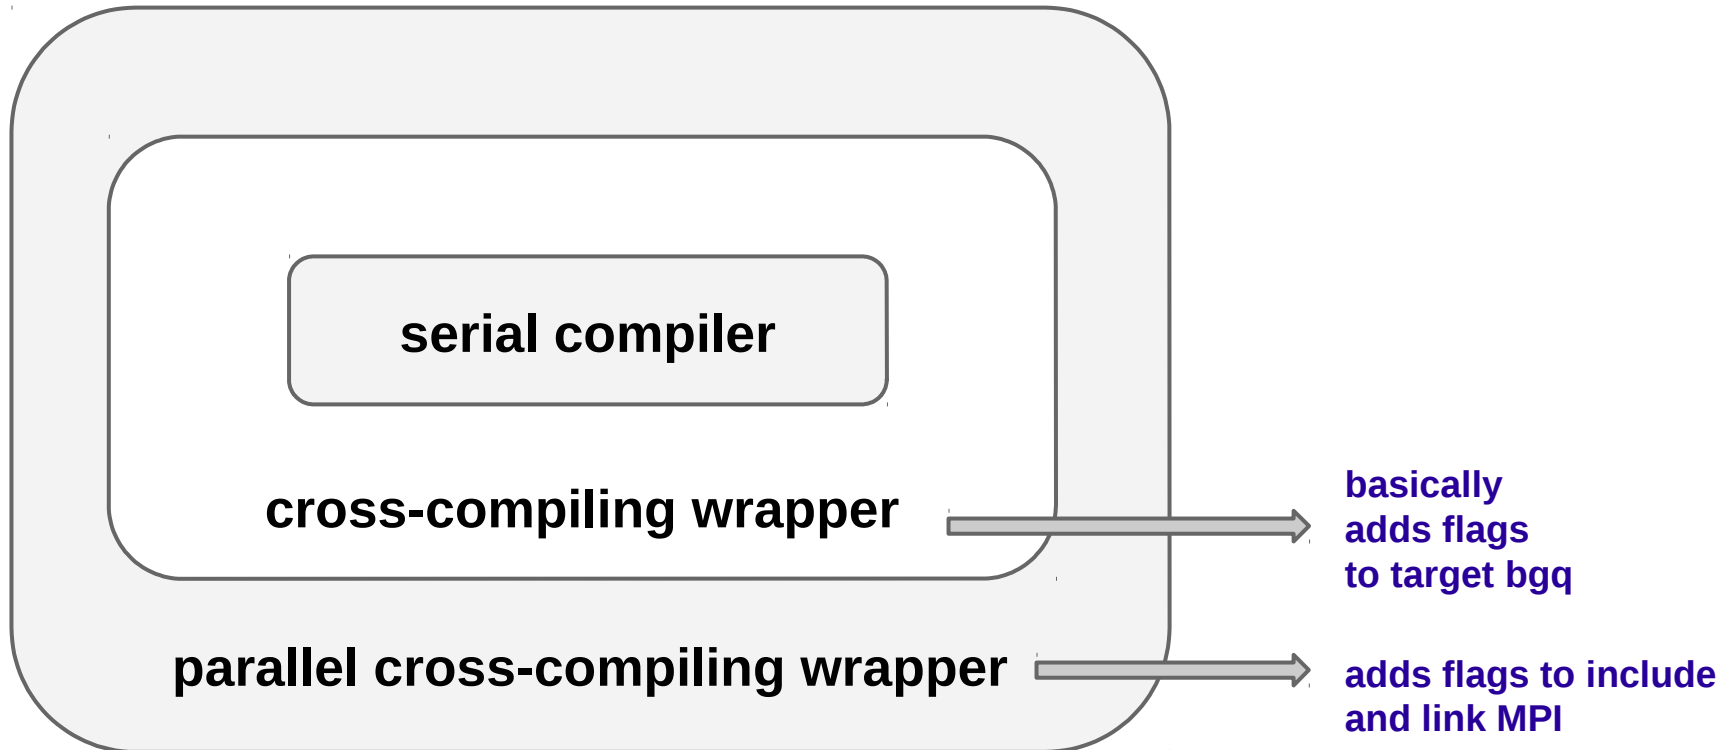 serial compiler
cross-compiling wrapper
basically
adds flags
to target bgq
parallel cross-compiling wrapper
adds flags to include
and link MPI